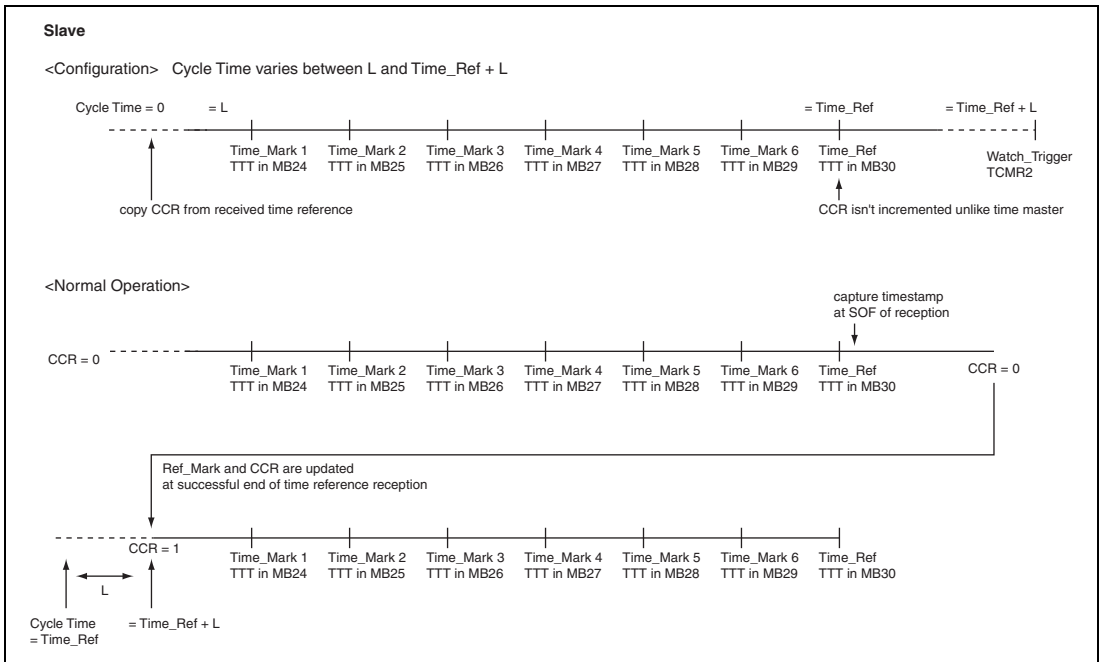 Slave
<Configuration> Cycle Time varies between L and Time_Ref + L
Cycle Time = 0 = L = Time_Ref = Time_Ref + L
Time_Mark 1 Time_Mark 2 Time_Mark 3 Time_Mark 4 Time_Mark 5 Time_Mark 6 Time_Ref
TTT in MB24 TTT in MB25 TTT in MB26 TTT in MB27 TTT in MB28 TTT in MB29 TTT in MB30
Watch_Trigger
TCMR2
copy CCR from received time reference
CCR isn't incremented unlike time master
<Normal Operation>
capture timestamp
at SOF of reception
CCR = 0
Time_Mark 1 Time_Mark 2 Time_Mark 3 Time_Mark 4 Time_Mark 5 Time_Mark 6 Time_Ref
TTT in MB24 TTT in MB25 TTT in MB26 TTT in MB27 TTT in MB28 TTT in MB29 TTT in MB30
CCR = 0
Ref_Mark and CCR are updated
at successful end of time reference reception
CCR = 1
Time_Mark 1 Time_Mark 2 Time_Mark 3 Time_Mark 4 Time_Mark 5 Time_Mark 6 Time_Ref
TTT in MB24 TTT in MB25 TTT in MB26 TTT in MB27 TTT in MB28 TTT in MB29 TTT in MB30
L
Cycle Time = Time_Ref + L
= Time_Ref